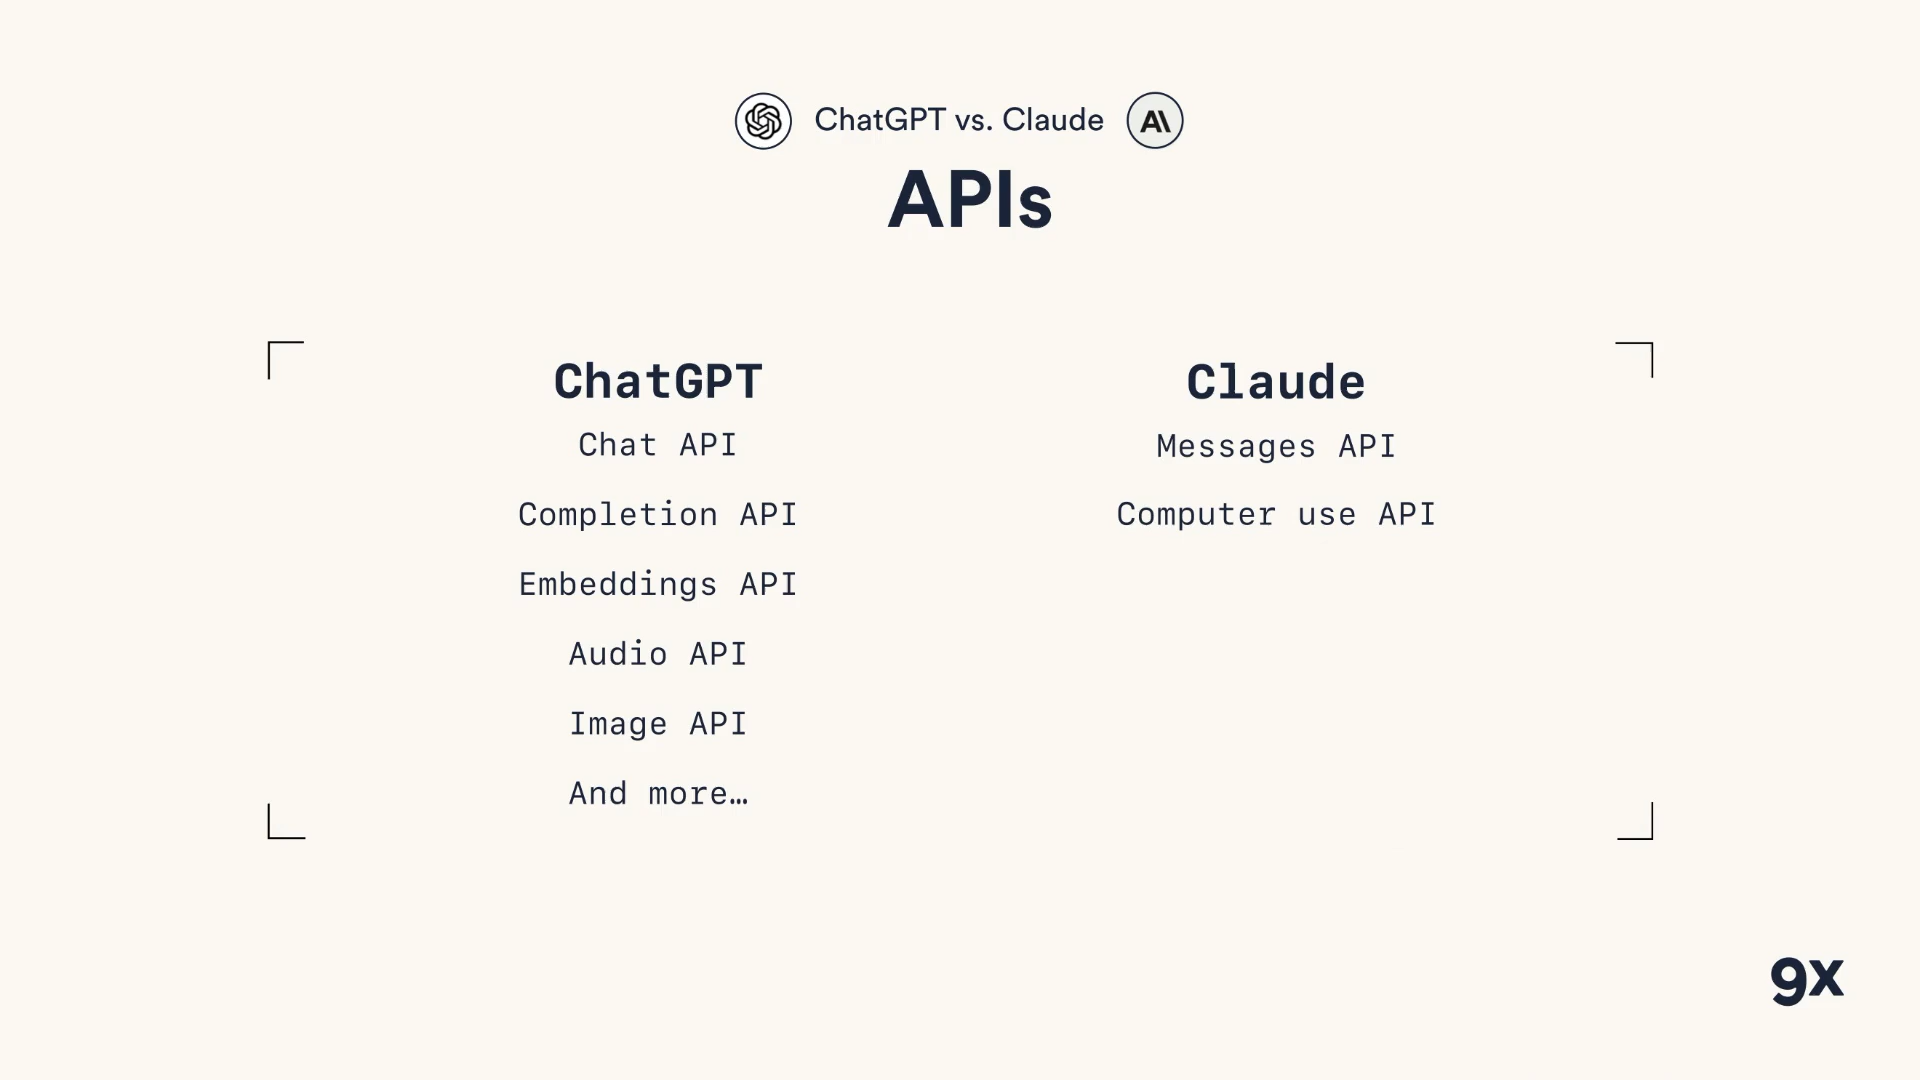 ChatGPT vs. Claude
APIs
ChatGPT
Chat API
Completion API
Embeddings API
Audio API
Image API
And more…
Claude
Messages API
Computer use API
9x